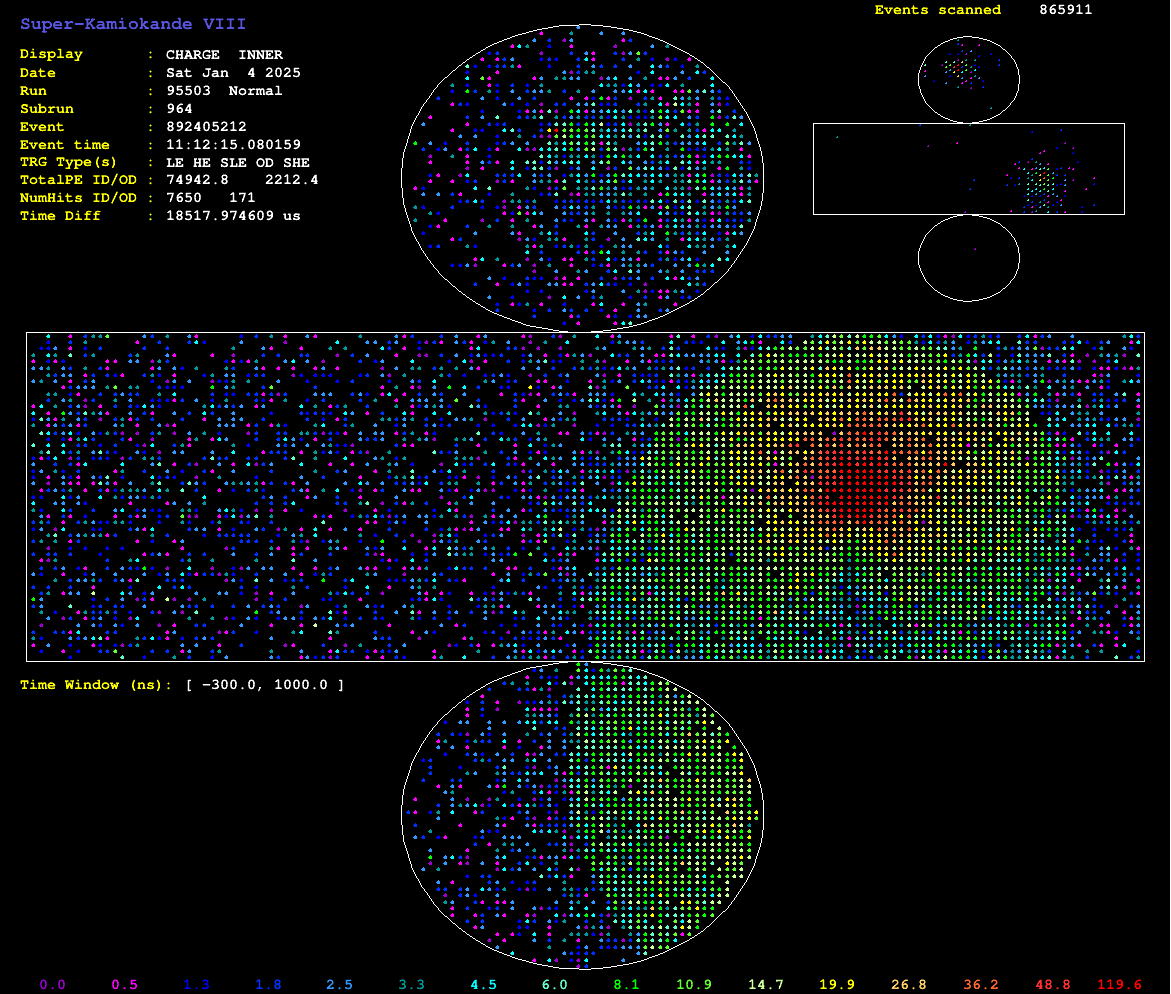 Super-Kamiokande VIII
Events scanned 865911
Display : CHARGE INNER
Date : Sat Jan 4 2025
Run : 95503 Normal
Subrun : 964
Event : 892405212
Event time : 11:12:15.080159
TRG Type(s) : LE HE SLE OD SHE
TotalPE ID/OD : 74942.8 2212.4
NumHits ID/OD : 7650 171
Time Diff : 18517.974609 us
Time Window (ns): [ −300.0, 1000.0 ]
0.0 0.5 1.3 1.8 2.5 3.3 4.5 6.0 8.1 10.9 14.7 19.9 26.8 36.2 48.8 119.6